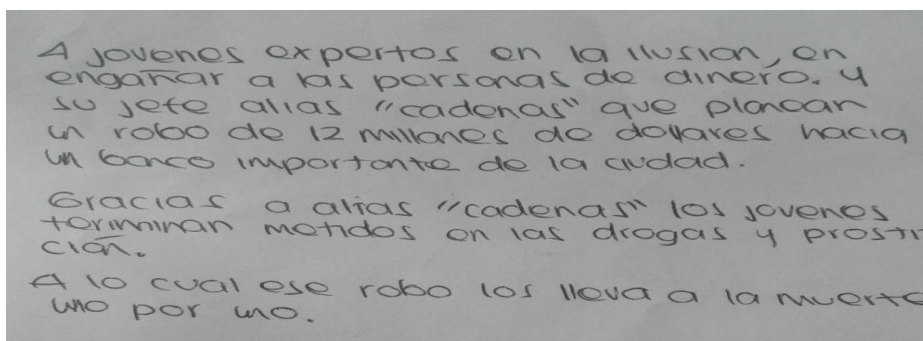 4 jovenes expertos en la ilusion, en
engañar a las personas de dinero. y
su jefe alias "cadenas" que planean
un robo de 12 millones de dollares hacia
un banco importante de la ciudad.
Gracias a alias "cadenas" los jovenes
terminan metidos en las drogas y prosti
ción.
A lo cual ese robo los lleva a la muerte
uno por uno.